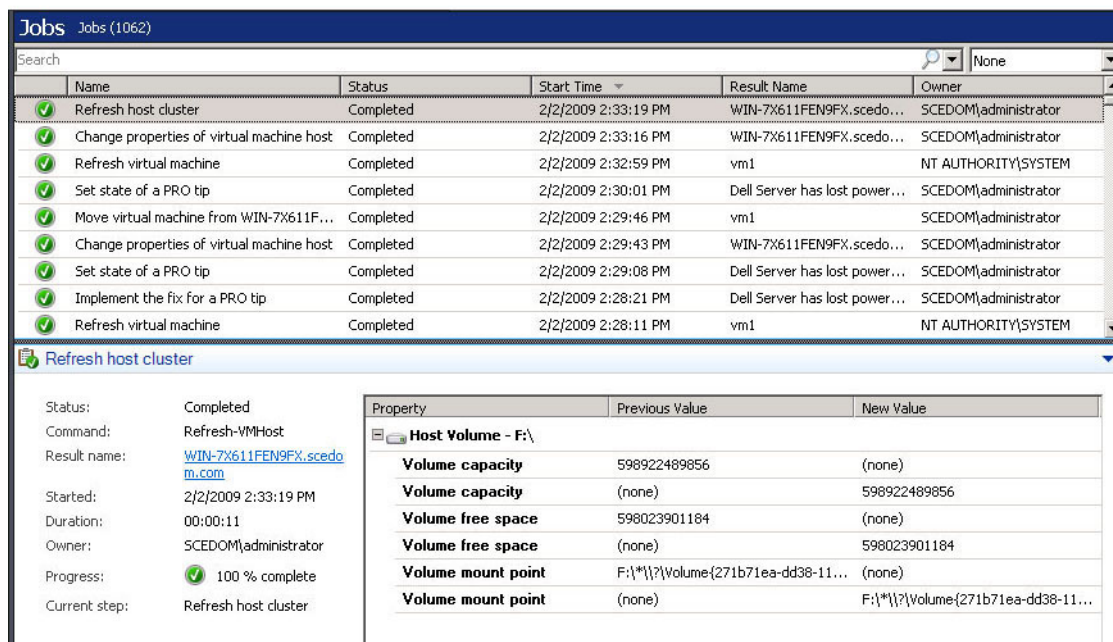 Jobs Jobs (1062)
Search None
Name Status Start Time Result Name Owner
Refresh host cluster Completed 2/2/2009 2:33:19 PM WIN-7X611FEN9FX.scedo... SCEDOM\administrator
Change properties of virtual machine host Completed 2/2/2009 2:33:16 PM WIN-7X611FEN9FX.scedo... SCEDOM\administrator
Refresh virtual machine Completed 2/2/2009 2:32:59 PM vm1 NT AUTHORITY\SYSTEM
Set state of a PRO tip Completed 2/2/2009 2:30:01 PM Dell Server has lost power... SCEDOM\administrator
Move virtual machine from WIN-7X611F... Completed 2/2/2009 2:29:46 PM vm1 SCEDOM\administrator
Change properties of virtual machine host Completed 2/2/2009 2:29:43 PM WIN-7X611FEN9FX.scedo... SCEDOM\administrator
Set state of a PRO tip Completed 2/2/2009 2:29:08 PM Dell Server has lost power... SCEDOM\administrator
Implement the fix for a PRO tip Completed 2/2/2009 2:28:21 PM Dell Server has lost power... SCEDOM\administrator
Refresh virtual machine Completed 2/2/2009 2:28:11 PM vm1 NT AUTHORITY\SYSTEM
Refresh host cluster
Status: Completed
Command: Refresh-VMHost
Result name: WIN-7X611FEN9FX.scedo
m.com
Started: 2/2/2009 2:33:19 PM
Duration: 00:00:11
Owner: SCEDOM\administrator
Progress: 100 % complete
Current step: Refresh host cluster
Property Previous Value New Value
Host Volume - F:\
Volume capacity 598922489856 (none)
Volume capacity (none) 598922489856
Volume free space 598023901184 (none)
Volume free space (none) 598023901184
Volume mount point F:\*\\?\Volume{271b71ea-dd38-11... (none)
Volume mount point (none) F:\*\\?\Volume{271b71ea-dd38-11...